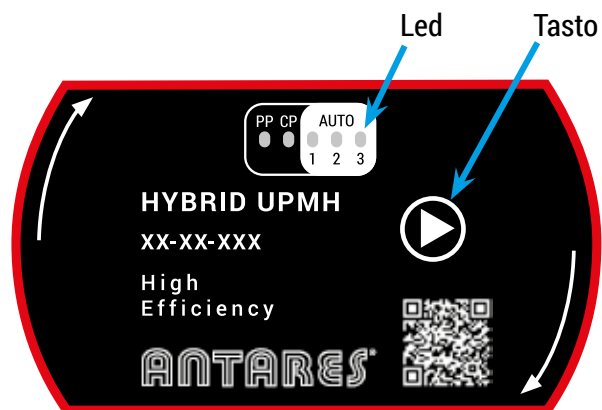 Led Tasto
PP CP AUTO
1 2 3
HYBRID UPMH
XX-XX-XXX
High
Efficiency
ANTARES